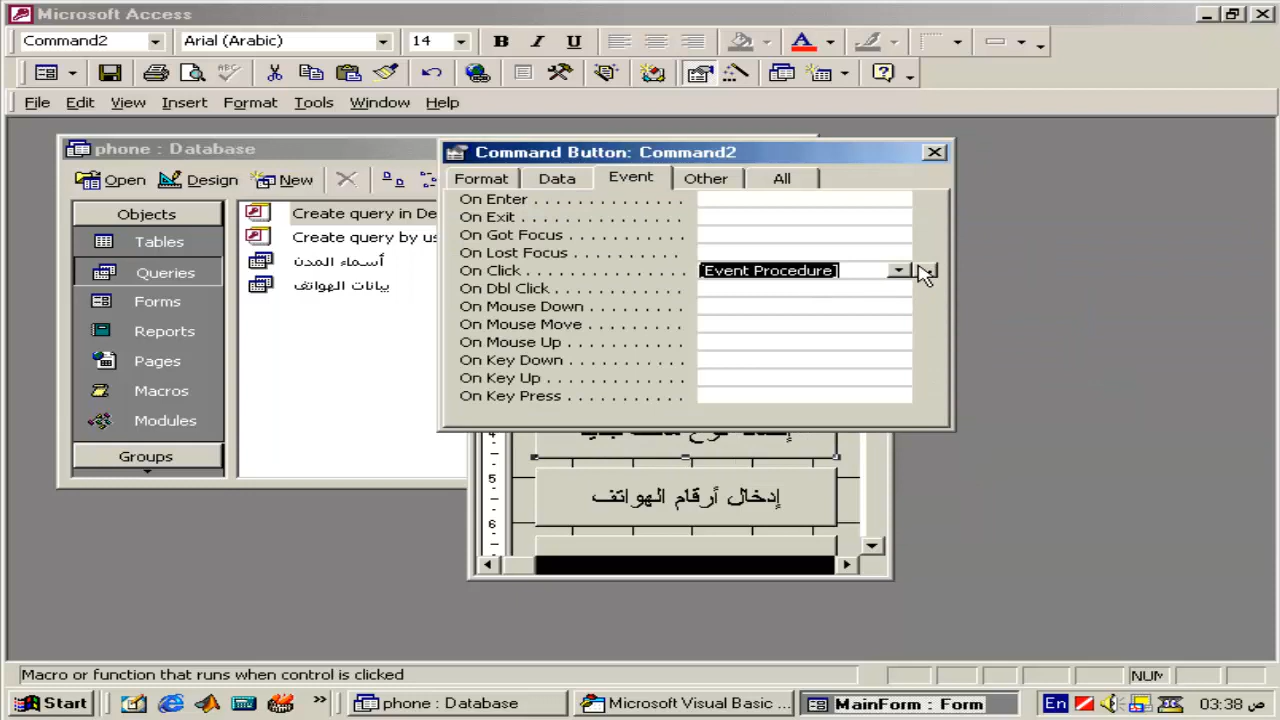 Microsoft Access
Command2 Arial (Arabic) 14 B I U
File Edit View Insert Format Tools Window Help
phone : Database
Open Design New
Objects
Tables
Queries
Forms
Reports
Pages
Macros
Modules
Groups
Create query in De
Create query by us
أسماء المدن
بيانات الهواتف
Command Button: Command2
Format Data Event Other All
On Enter
On Exit
On Got Focus
On Lost Focus
On Click [Event Procedure]
On Dbl Click
On Mouse Down
On Mouse Move
On Mouse Up
On Key Down
On Key Up
On Key Press
4
5
6
إدخال أرقام الهواتف
Macro or function that runs when control is clicked NUM
Start phone : Database Microsoft Visual Basic ... MainForm : Form En 03:38 ص